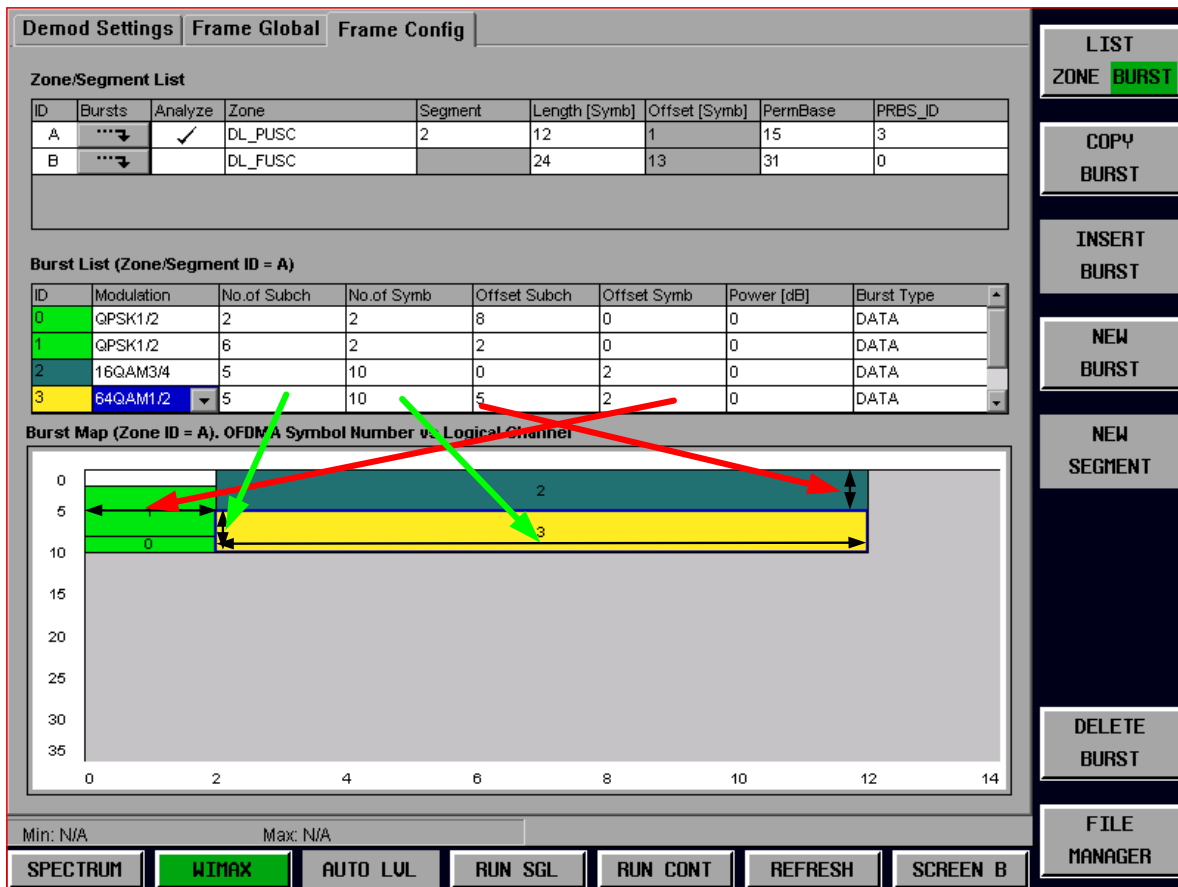 Demod Settings Frame Global Frame Config
Zone/Segment List
ID Bursts Analyze Zone Segment Length [Symb] Offset [Symb] PermBase PRBS_ID
A DL_PUSC 2 12 1 15 3
B DL_FUSC 24 13 31 0
Burst List (Zone/Segment ID = A)
ID Modulation No.of Subch No.of Symb Offset Subch Offset Symb Power [dB] Burst Type
0 QPSK1/2 2 2 8 0 0 DATA
1 QPSK1/2 6 2 2 0 0 DATA
2 16QAM3/4 5 10 0 2 0 DATA
3 64QAM1/2 5 10 5 2 0 DATA
Burst Map (Zone ID = A). OFDMA Symbol Number vs Logical Channel
0
2
5
1
3
0
10
15
20
25
30
35
0 2 4 6 8 10 12 14
Min: N/A Max: N/A
SPECTRUM WIMAX AUTO LVL RUN SGL RUN CONT REFRESH SCREEN B
LIST
ZONE BURST
COPY
BURST
INSERT
BURST
NEW
BURST
NEW
SEGMENT
DELETE
BURST
FILE
MANAGER